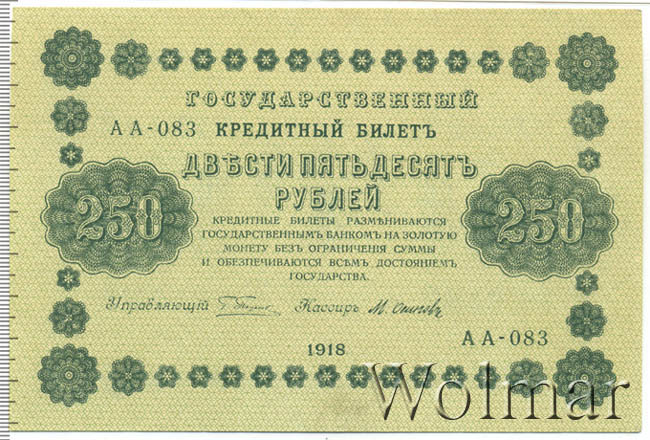 ГОСУДАРСТВЕННЫЙ
АА-083 КРЕДИТНЫЙ БИЛЕТЪ
ДВѢСТИ ПЯТЬДЕСЯТЪ
РУБЛЕЙ
250 250
КРЕДИТНЫЕ БИЛЕТЫ РАЗМѢНИВАЮТСЯ
ГОСУДАРСТВЕННЫМЪ БАНКОМЪ НА ЗОЛОТУЮ
МОНЕТУ БЕЗЪ ОГРАНИЧЕНІЯ СУММЫ
И ОБЕЗПЕЧИВАЮТСЯ ВСѢМЪ ДОСТОЯНІЕМЪ
ГОСУДАРСТВА.
Управляющій Кассиръ
АА-083
1918
Wolmar